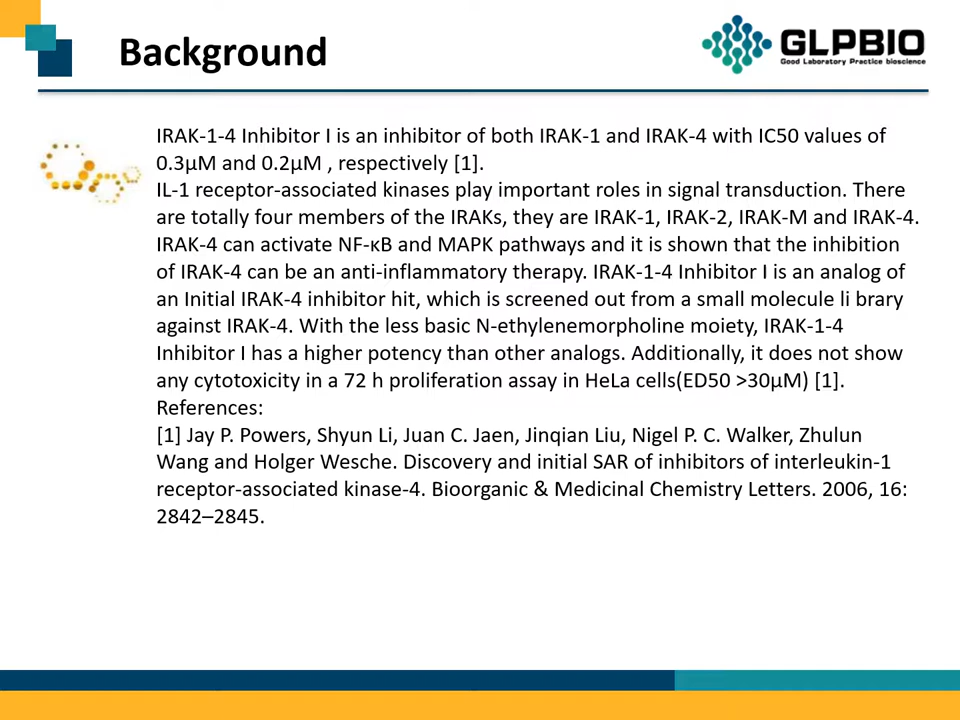 Background
GLPBIO
Good Laboratory Practice bioscience
IRAK-1-4 Inhibitor I is an inhibitor of both IRAK-1 and IRAK-4 with IC50 values of
0.3μM and 0.2μM , respectively [1].
IL-1 receptor-associated kinases play important roles in signal transduction. There
are totally four members of the IRAKs, they are IRAK-1, IRAK-2, IRAK-M and IRAK-4.
IRAK-4 can activate NF-κB and MAPK pathways and it is shown that the inhibition
of IRAK-4 can be an anti-inflammatory therapy. IRAK-1-4 Inhibitor I is an analog of
an Initial IRAK-4 inhibitor hit, which is screened out from a small molecule li brary
against IRAK-4. With the less basic N-ethylenemorpholine moiety, IRAK-1-4
Inhibitor I has a higher potency than other analogs. Additionally, it does not show
any cytotoxicity in a 72 h proliferation assay in HeLa cells(ED50 >30μM) [1].
References:
[1] Jay P. Powers, Shyun Li, Juan C. Jaen, Jinqian Liu, Nigel P. C. Walker, Zhulun
Wang and Holger Wesche. Discovery and initial SAR of inhibitors of interleukin-1
receptor-associated kinase-4. Bioorganic & Medicinal Chemistry Letters. 2006, 16:
2842–2845.